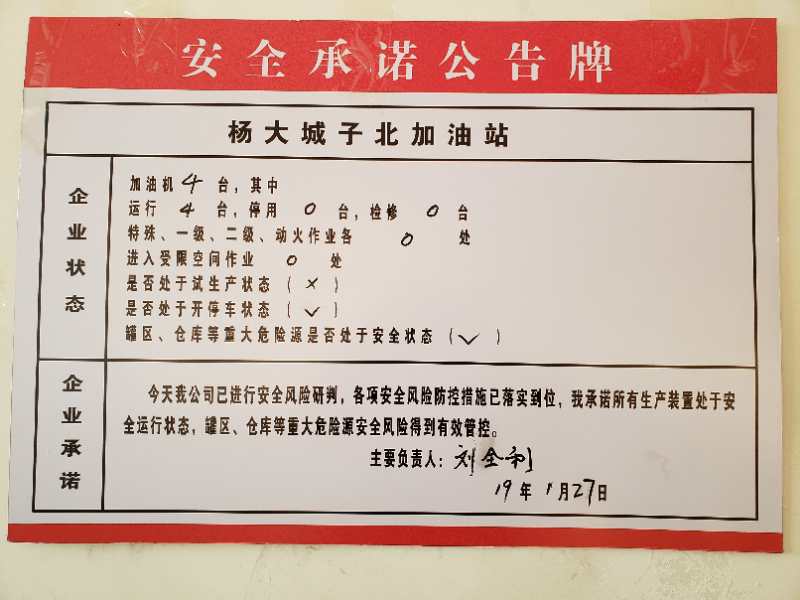 安全承诺公告牌
杨大城子北加油站
企业状态
加油机 4 台，其中
运行 4 台，停用 0 台，检修 0 台
特殊、一级、二级、动火作业各 0 处
进入受限空间作业 0 处
是否处于试生产状态（×）
是否处于开停车状态（✓）
罐区、仓库等重大危险源是否处于安全状态（✓）
企业承诺
今天我公司已进行安全风险研判，各项安全风险防控措施已落实到位，我承诺所有生产装置处于安
全运行状态，罐区、仓库等重大危险源安全风险得到有效管控。
主要负责人：刘全利
19年1月27日